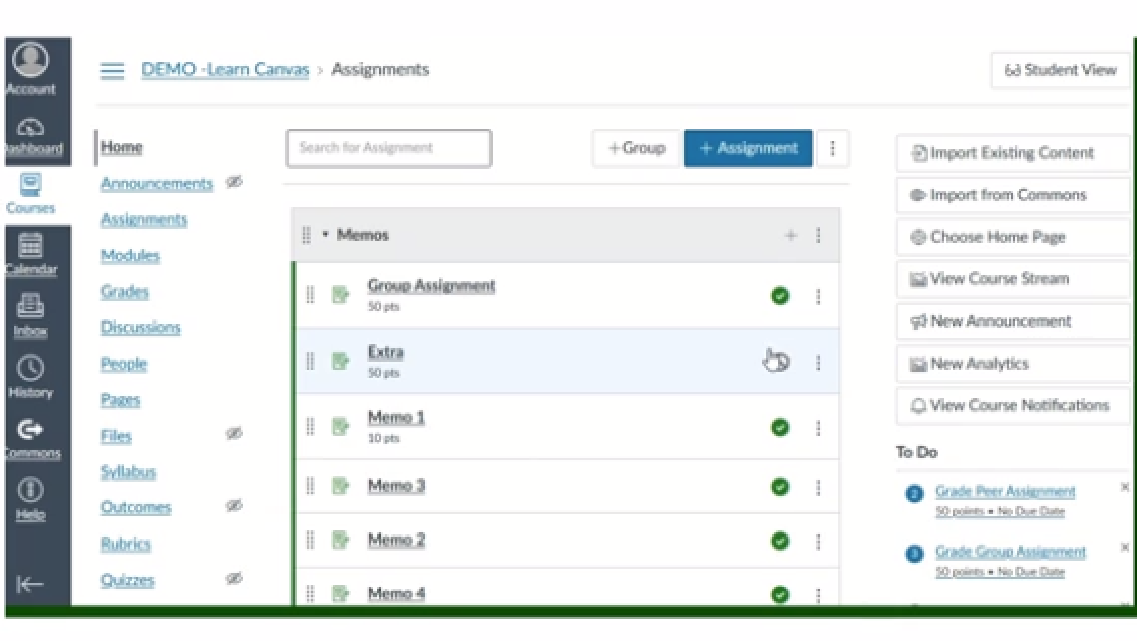 Account
Dashboard
Courses
Calendar
Inbox
History
Commons
Help
DEMO -Learn Canvas › Assignments
Student View
Home
Announcements
Assignments
Modules
Grades
Discussions
People
Pages
Files
Syllabus
Outcomes
Rubrics
Quizzes
Search for Assignment
+Group
+ Assignment
Memos
Group Assignment
50 pts
Extra
50 pts
Memo 1
10 pts
Memo 3
Memo 2
Memo 4
Import Existing Content
Import from Commons
Choose Home Page
View Course Stream
New Announcement
New Analytics
View Course Notifications
To Do
2 Grade Peer Assignment
50 points • No Due Date
3 Grade Group Assignment
50 points • No Due Date